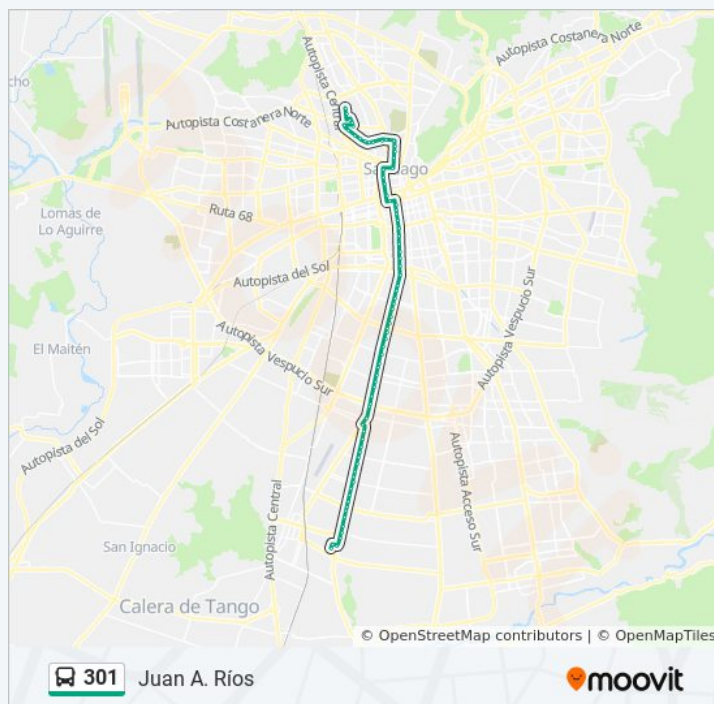 cho
Autopista Central
Autopista Costanera Norte
Autopista Costanera Norte
Santiago
Lomas de
Lo Aguirre
Ruta 68
Autopista del Sol
El Maitén
Autopista Vespucio Sur
Autopista Vespucio Sur
Autopista del Sol
Autopista Central
Autopista Acceso Sur
San Ignacio
Calera de Tango
© OpenStreetMap contributors | © OpenMapTiles
301 Juan A. Ríos
moovit